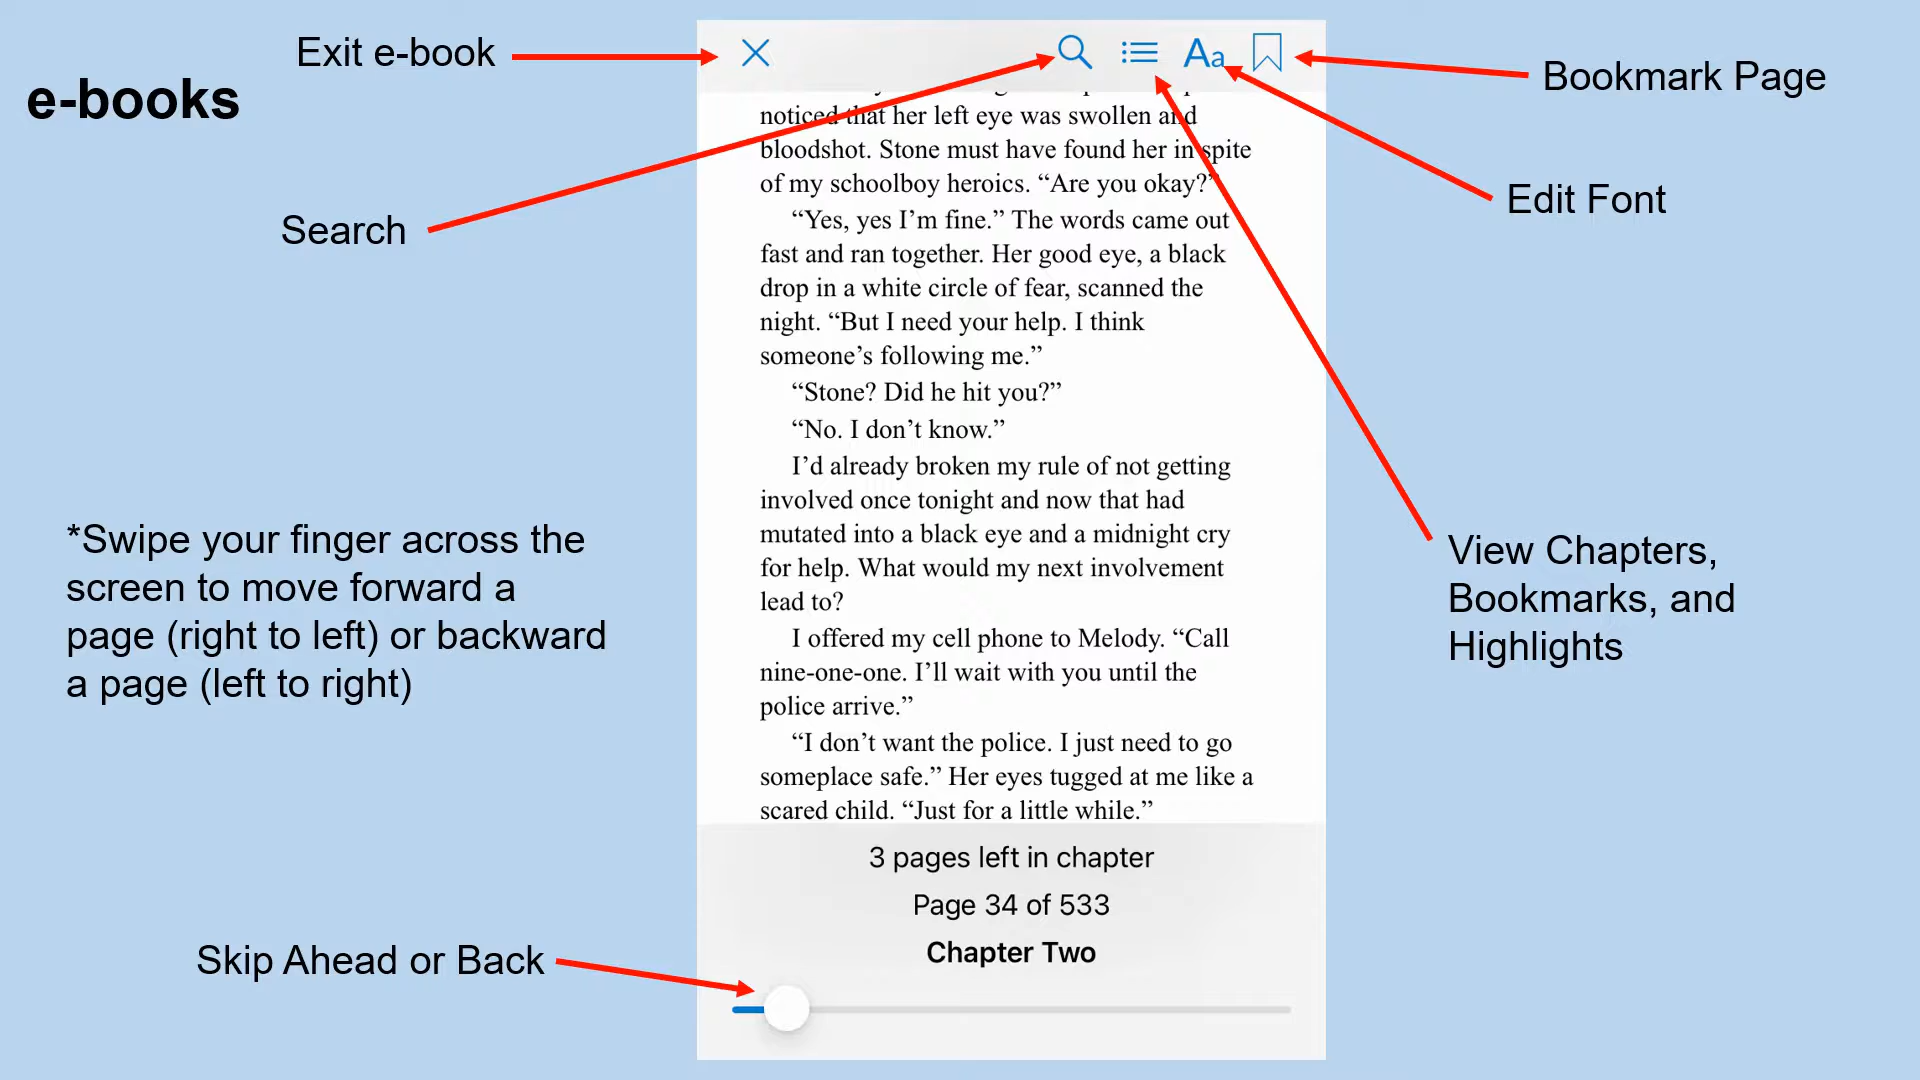 e-books
Exit e-book
Search
Aa
Bookmark Page
Edit Font
noticed that her left eye was swollen and
bloodshot. Stone must have found her in spite
of my schoolboy heroics. “Are you okay?”
“Yes, yes I’m fine.” The words came out
fast and ran together. Her good eye, a black
drop in a white circle of fear, scanned the
night. “But I need your help. I think
someone’s following me.”
“Stone? Did he hit you?”
“No. I don’t know.”
I’d already broken my rule of not getting
involved once tonight and now that had
mutated into a black eye and a midnight cry
for help. What would my next involvement
lead to?
I offered my cell phone to Melody. “Call
nine-one-one. I’ll wait with you until the
police arrive.”
“I don’t want the police. I just need to go
someplace safe.” Her eyes tugged at me like a
scared child. “Just for a little while.”
3 pages left in chapter
Page 34 of 533
Chapter Two
*Swipe your finger across the
screen to move forward a
page (right to left) or backward
a page (left to right)
View Chapters,
Bookmarks, and
Highlights
Skip Ahead or Back